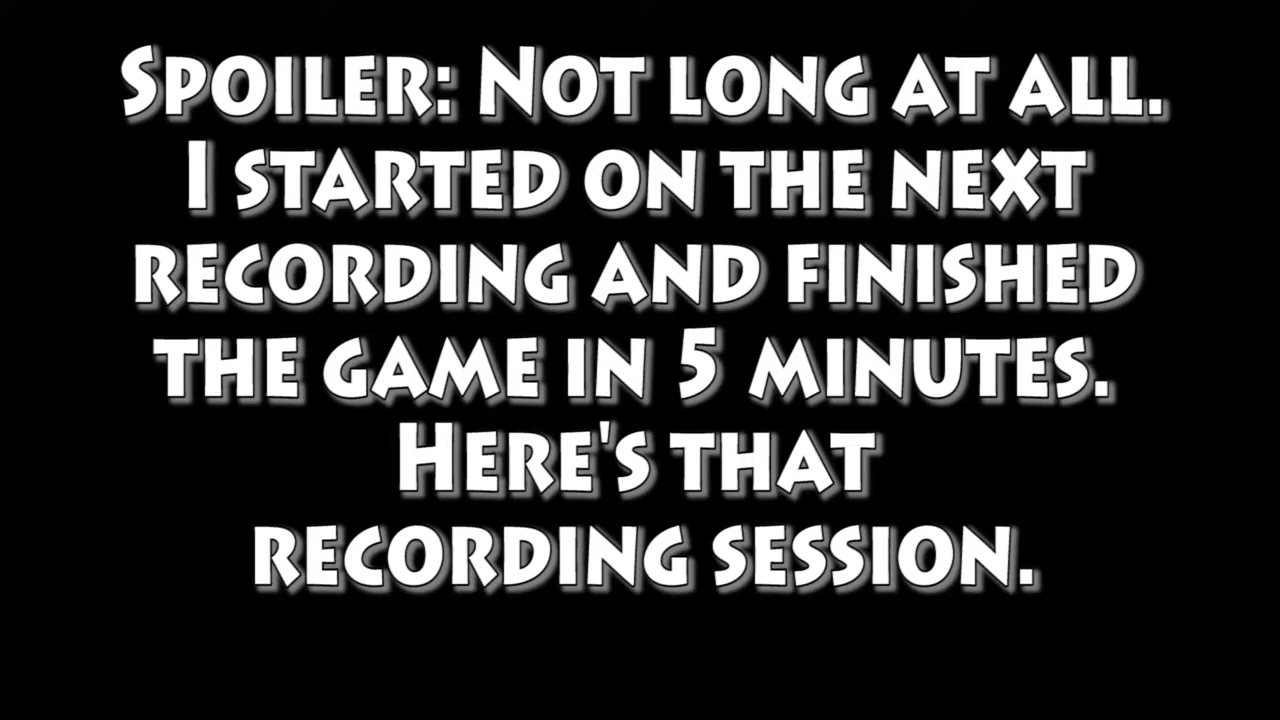 Spoiler: Not long at all.
I started on the next
recording and finished
the game in 5 minutes.
Here's that
recording session.